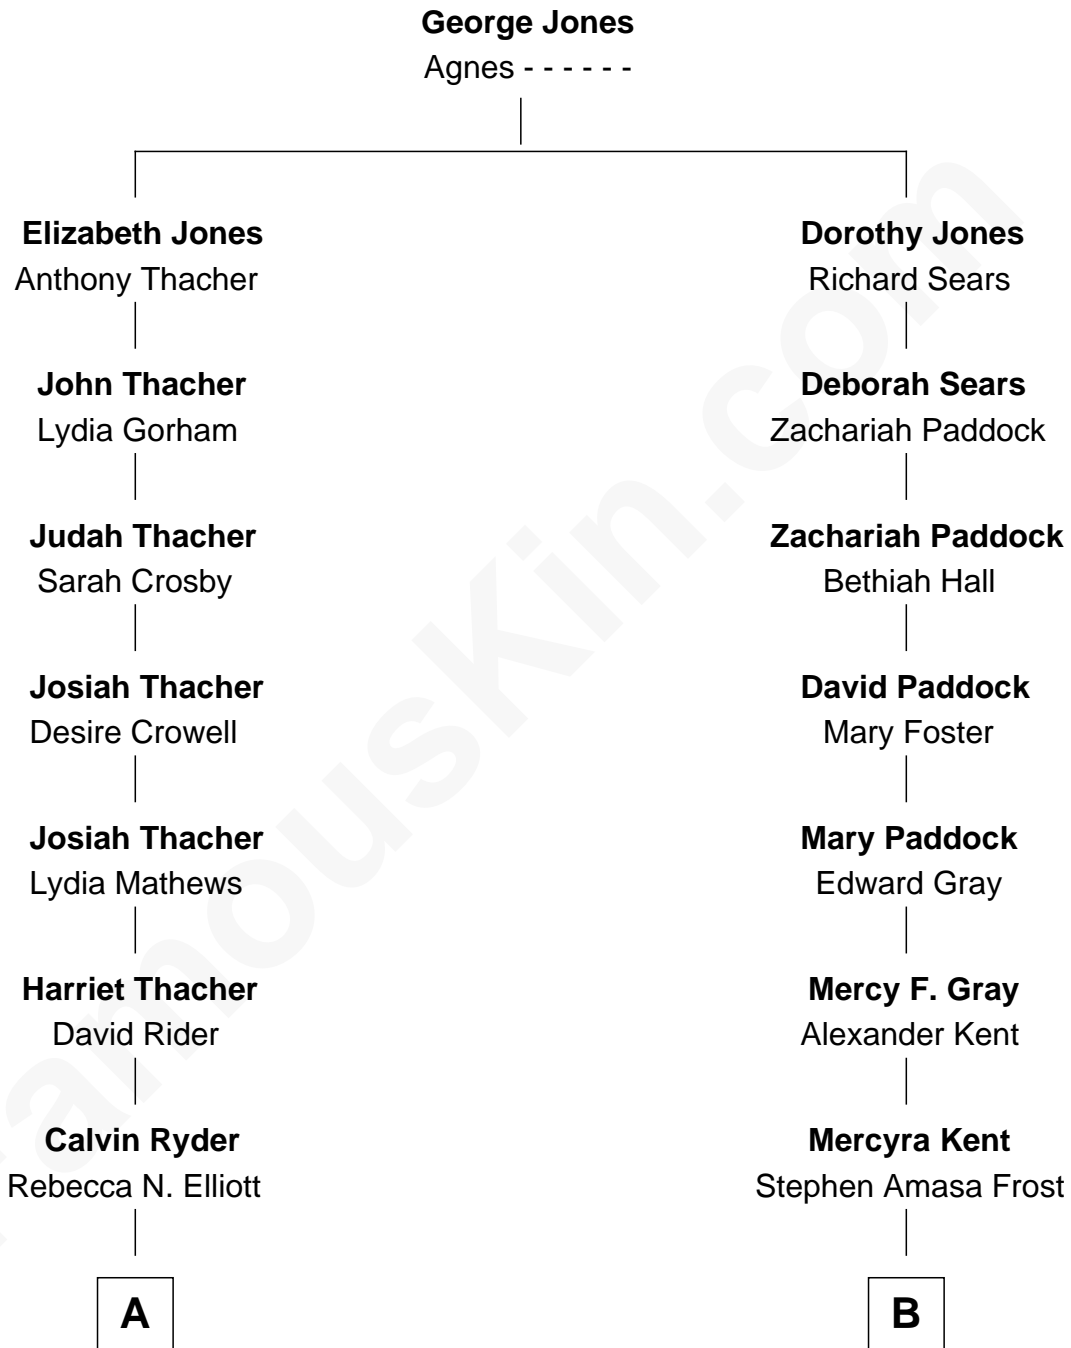 George Jones
Agnes - - - - - -
Elizabeth Jones
Anthony Thacher
Dorothy Jones
Richard Sears
John Thacher
Lydia Gorham
Deborah Sears
Zachariah Paddock
Judah Thacher
Sarah Crosby
Zachariah Paddock
Bethiah Hall
Josiah Thacher
Desire Crowell
David Paddock
Mary Foster
Josiah Thacher
Lydia Mathews
Mary Paddock
Edward Gray
Harriet Thacher
David Rider
Mercy F. Gray
Alexander Kent
Calvin Ryder
Rebecca N. Elliott
Mercyra Kent
Stephen Amasa Frost
A
B
FamousKin.com